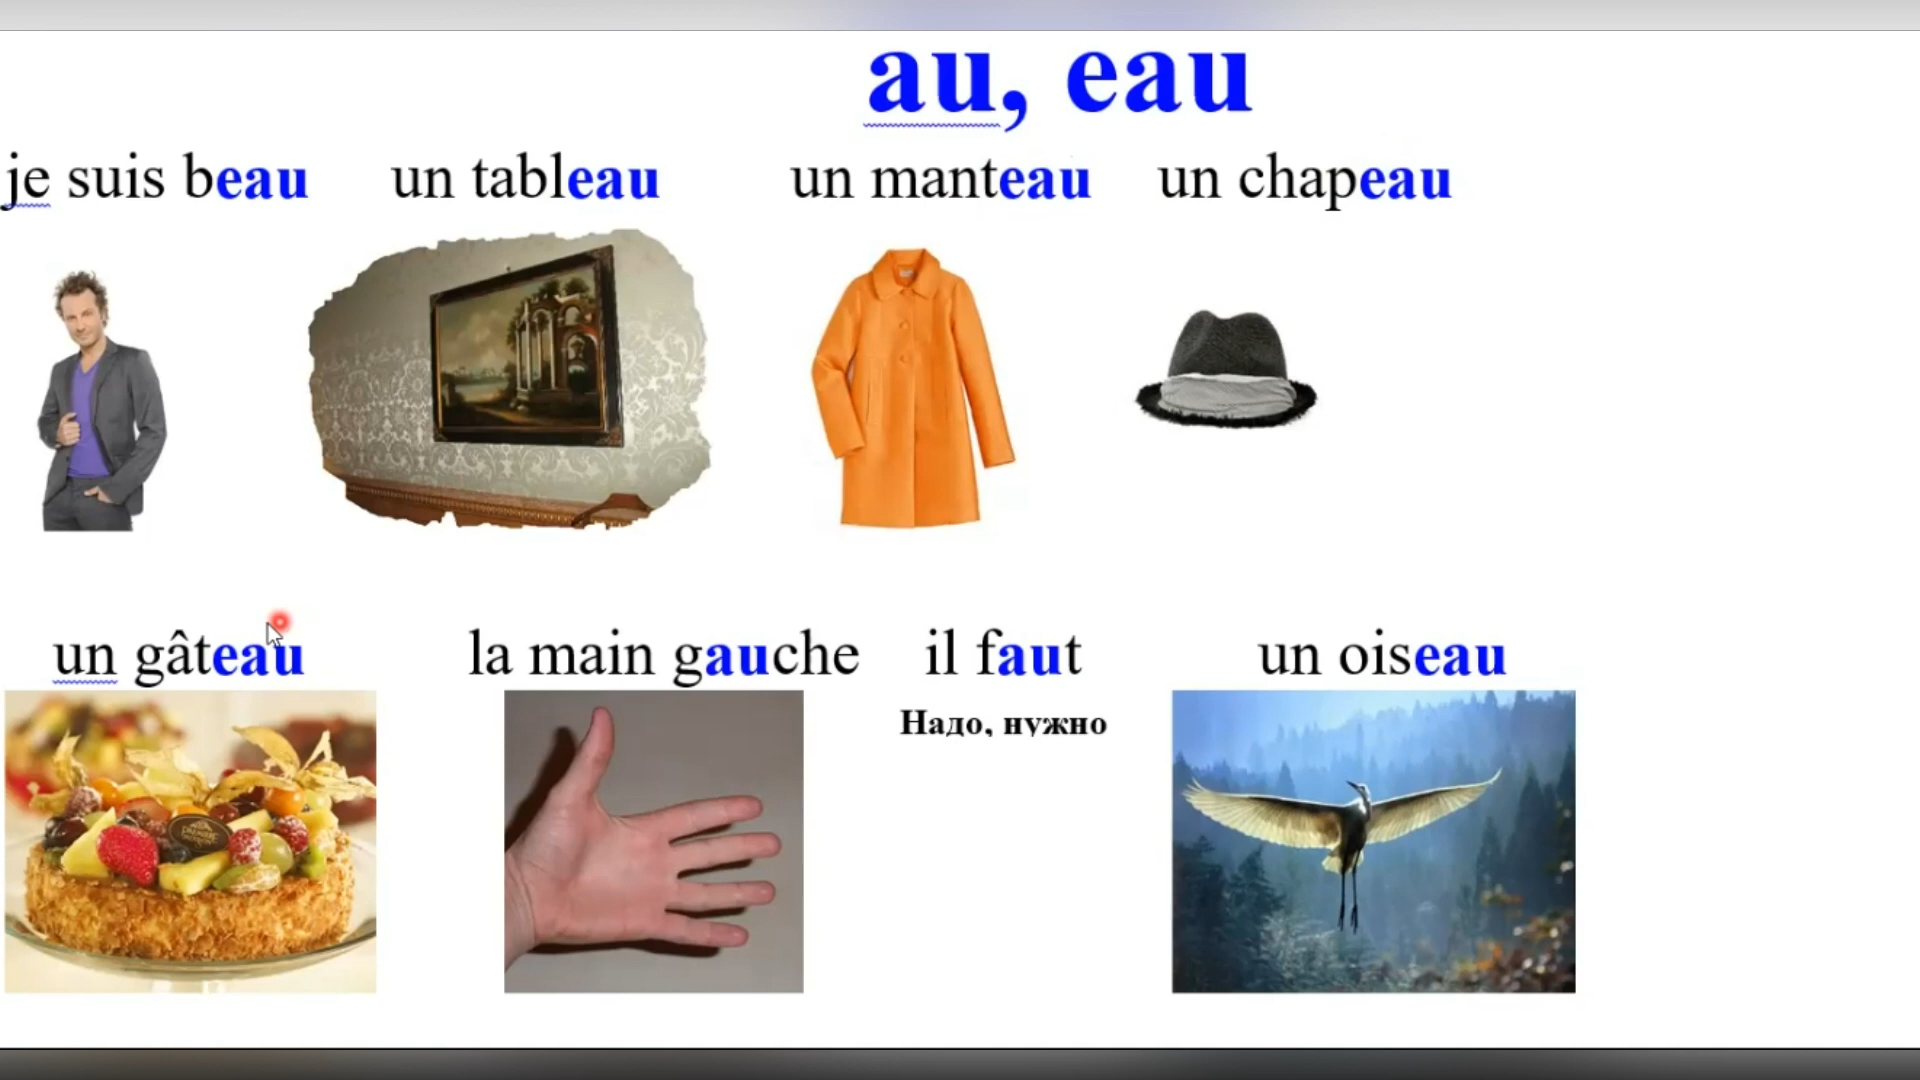 au, eau
je suis beau un tableau un manteau un chapeau
un gâteau la main gauche il faut un oiseau
Надо, нужно